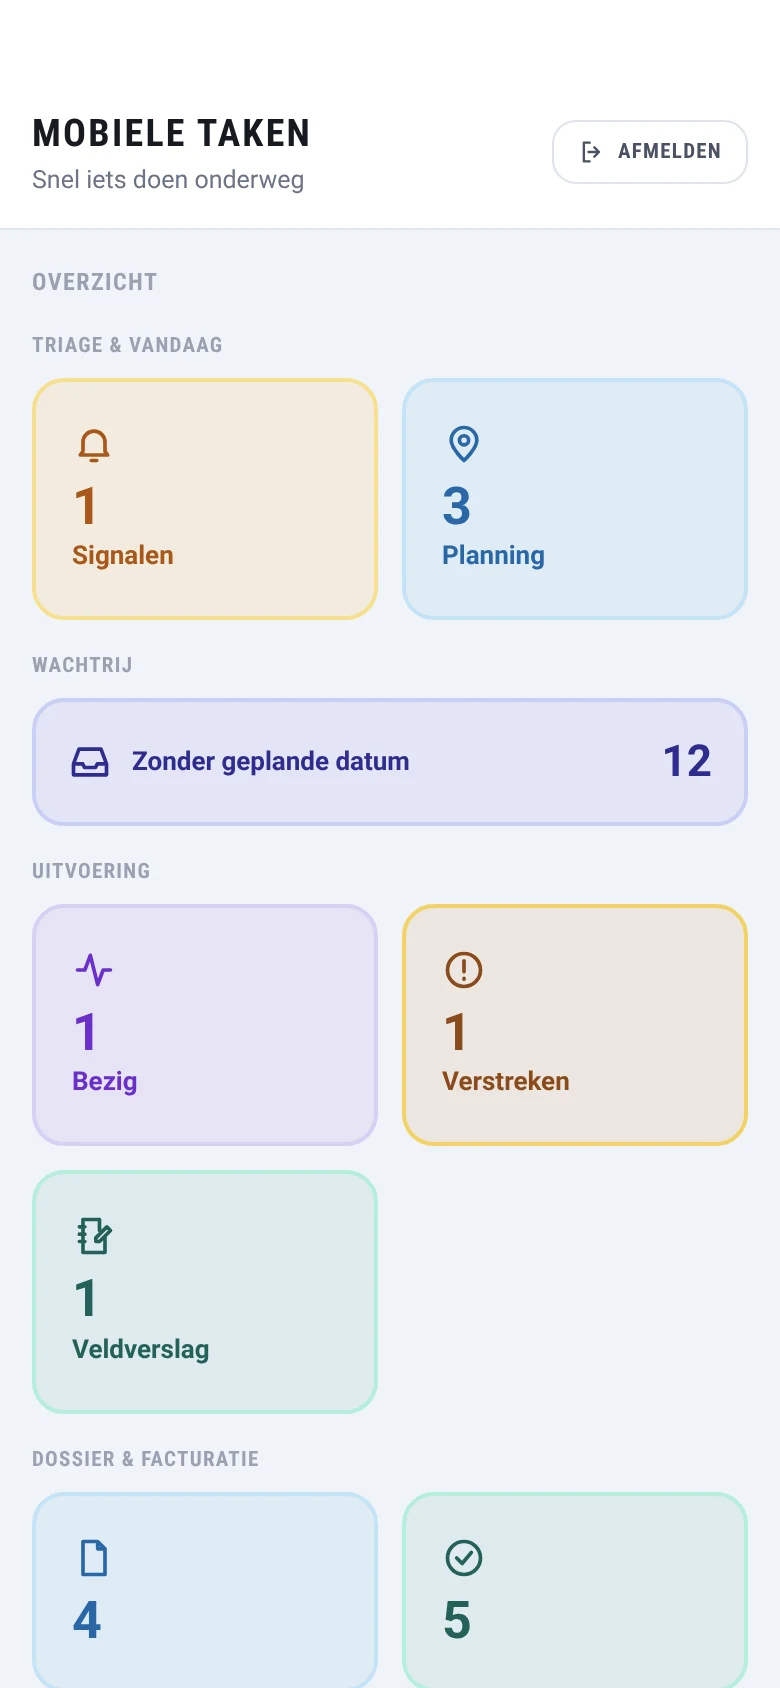 MOBIELE TAKEN
Snel iets doen onderweg
AFMELDEN
OVERZICHT
TRIAGE & VANDAAG
1
Signalen
3
Planning
WACHTRIJ
Zonder geplande datum
12
UITVOERING
1
Bezig
1
Verstreken
1
Veldverslag
DOSSIER & FACTURATIE
4
5